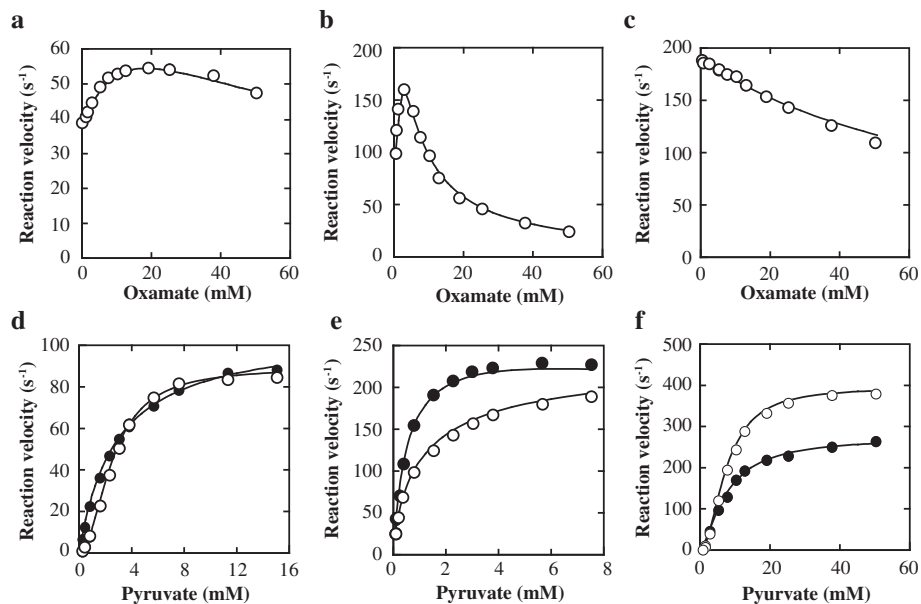 a
Reaction velocity (s⁻¹)
60
50
40
30
20
10
0
0 20 40 60
Oxamate (mM)
b
Reaction velocity (s⁻¹)
200
150
100
50
0
0 20 40 60
Oxamate (mM)
c
Reaction velocity (s⁻¹)
200
150
100
50
0
0 20 40 60
Oxamate (mM)
d
Reaction velocity (s⁻¹)
100
80
60
40
20
0
0 4 8 12 16
Pyruvate (mM)
e
Reaction velocity (s⁻¹)
250
200
150
100
50
0
0 2 4 6 8
Pyruvate (mM)
f
Reaction velocity (s⁻¹)
500
400
300
200
100
0
0 20 40 60
Pyurvate (mM)